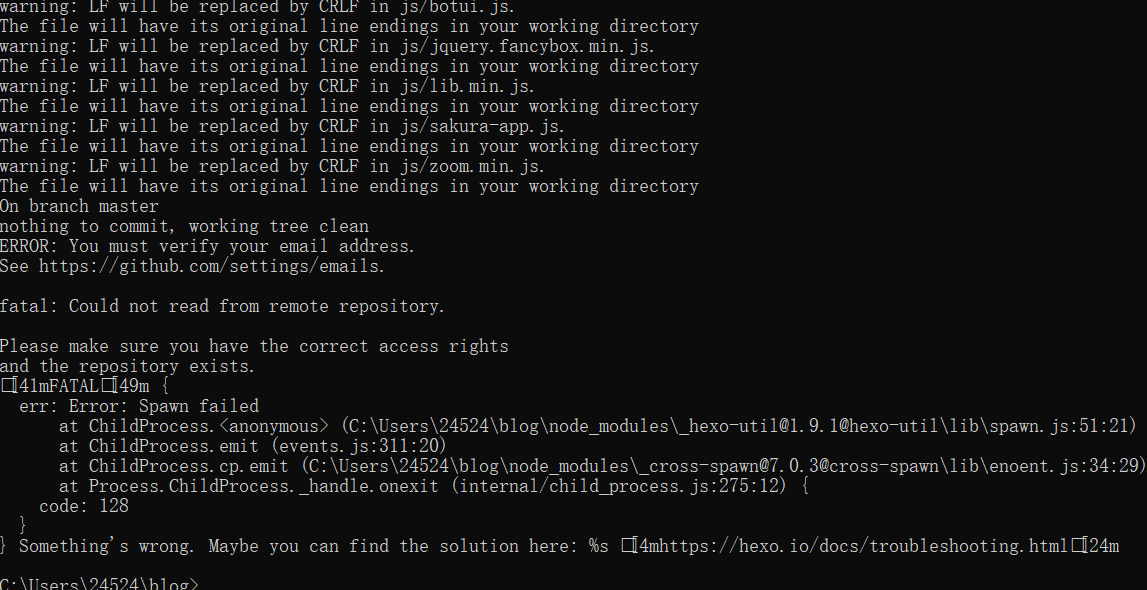 warning: LF will be replaced by CRLF in js/botui.js.
The file will have its original line endings in your working directory
warning: LF will be replaced by CRLF in js/jquery.fancybox.min.js.
The file will have its original line endings in your working directory
warning: LF will be replaced by CRLF in js/lib.min.js.
The file will have its original line endings in your working directory
warning: LF will be replaced by CRLF in js/sakura-app.js.
The file will have its original line endings in your working directory
warning: LF will be replaced by CRLF in js/zoom.min.js.
The file will have its original line endings in your working directory
On branch master
nothing to commit, working tree clean
ERROR: You must verify your email address.
See https://github.com/settings/emails.
fatal: Could not read from remote repository.
Please make sure you have the correct access rights
and the repository exists.
□[41mFATAL□[49m {
  err: Error: Spawn failed
      at ChildProcess.<anonymous> (C:\Users\24524\blog\node_modules\_hexo-util@1.9.1@hexo-util\lib\spawn.js:51:21)
      at ChildProcess.emit (events.js:311:20)
      at ChildProcess.cp.emit (C:\Users\24524\blog\node_modules\_cross-spawn@7.0.3@cross-spawn\lib\enoent.js:34:29)
      at Process.ChildProcess._handle.onexit (internal/child_process.js:275:12) {
    code: 128
  }
} Something's wrong. Maybe you can find the solution here: %s □[4mhttps://hexo.io/docs/troubleshooting.html□[24m
C:\Users\24524\blog>